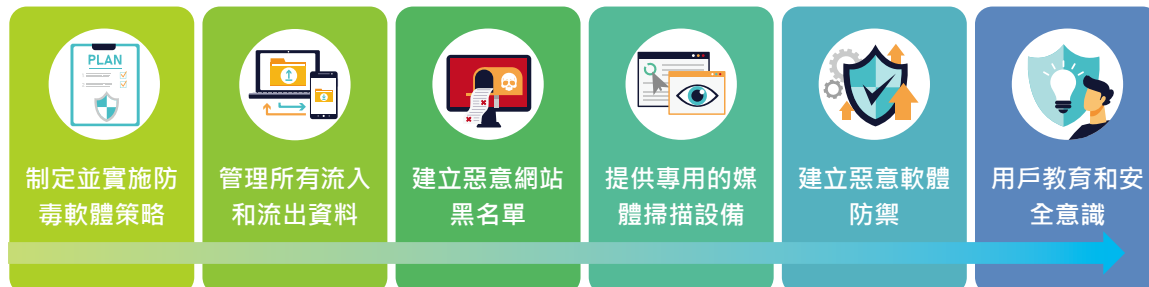 PLAN
制定並實施防
毒軟體策略
管理所有流入
和流出資料
建立惡意網站
黑名單
提供專用的媒
體掃描設備
建立惡意軟體
防禦
用戶教育和安
全意識